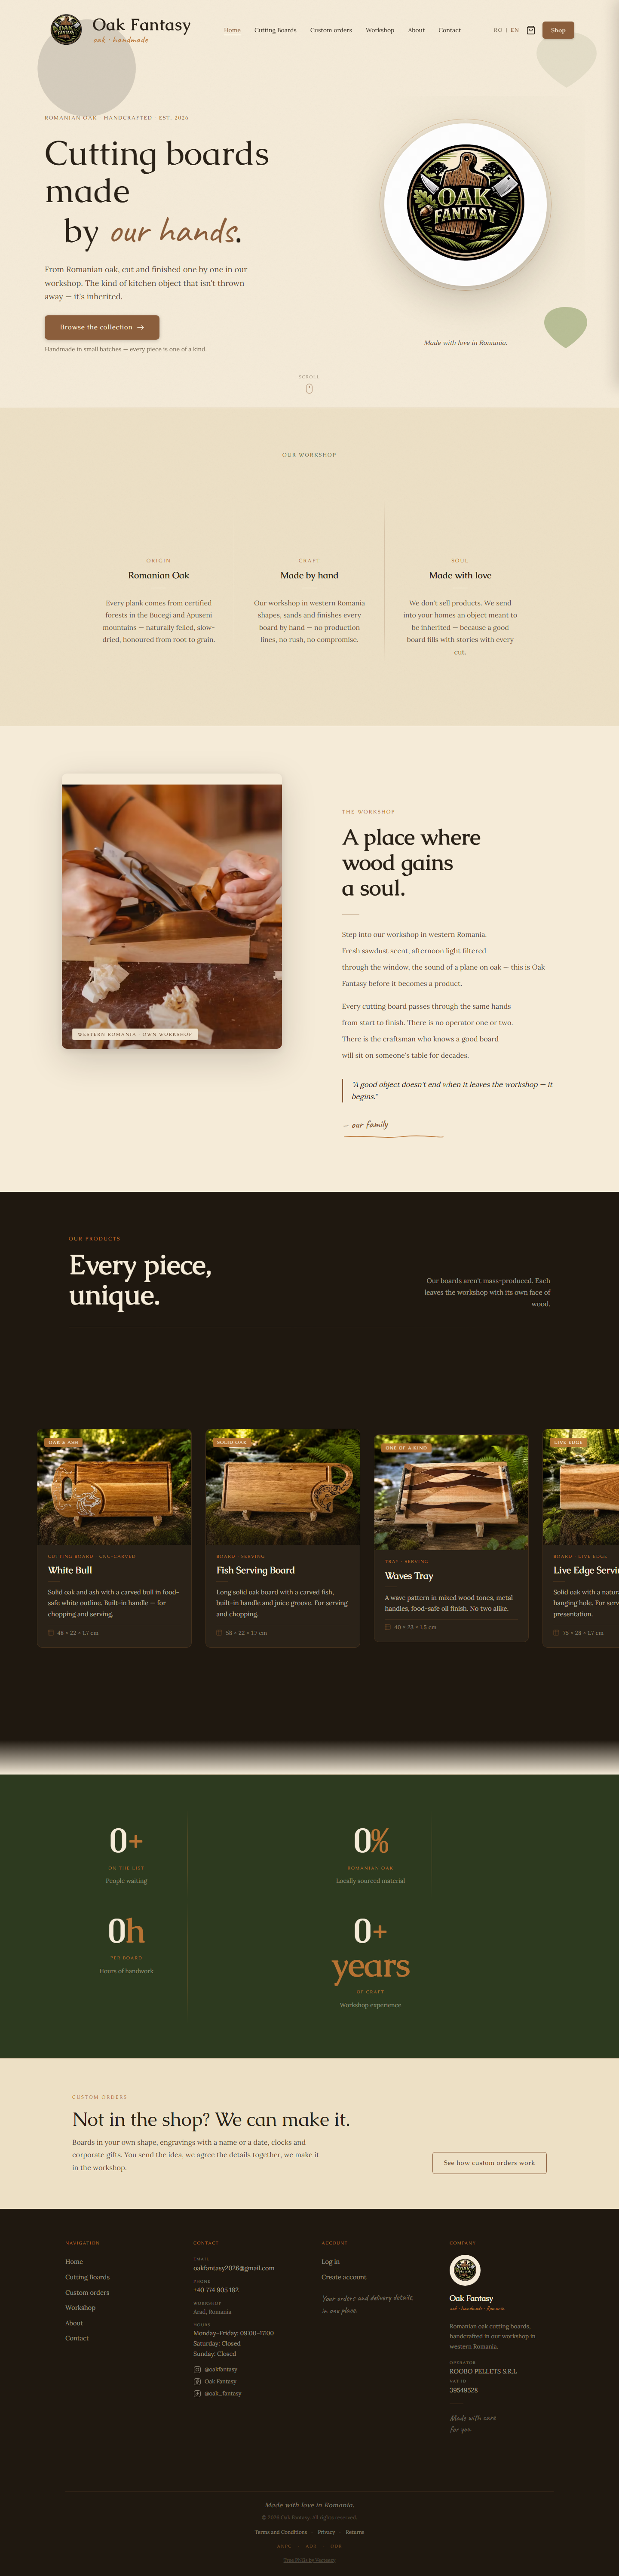 OAK FANTASY
Oak Fantasy
oak · handmade
Home
Cutting Boards
Custom orders
Workshop
About
Contact
RO | EN
Shop
ROMANIAN OAK · HANDCRAFTED · EST. 2026
Cutting boards
made
by our hands.
From Romanian oak, cut and finished one by one in our
workshop. The kind of kitchen object that isn't thrown
away — it's inherited.
Browse the collection →
Handmade in small batches — every piece is one of a kind.
OAK
FANTASY
Made with love in Romania.
SCROLL
OUR WORKSHOP
ORIGIN
Romanian Oak
Every plank comes from certified
forests in the Bucegi and Apuseni
mountains — naturally felled, slow-
dried, honoured from root to grain.
CRAFT
Made by hand
Our workshop in western Romania
shapes, sands and finishes every
board by hand — no production
lines, no rush, no compromise.
SOUL
Made with love
We don't sell products. We send
into your homes an object meant to
be inherited — because a good
board fills with stories with every
cut.
WESTERN ROMANIA · OWN WORKSHOP
THE WORKSHOP
A place where
wood gains
a soul.
Step into our workshop in western Romania.
Fresh sawdust scent, afternoon light filtered
through the window, the sound of a plane on oak — this is Oak
Fantasy before it becomes a product.
Every cutting board passes through the same hands
from start to finish. There is no operator one or two.
There is the craftsman who knows a good board
will sit on someone's table for decades.
"A good object doesn't end when it leaves the workshop — it
begins."
— our family
OUR PRODUCTS
Every piece,
unique.
Our boards aren't mass-produced. Each
leaves the workshop with its own face of
wood.
OAK & ASH
CUTTING BOARD · CNC-CARVED
White Bull
Solid oak and ash with a carved bull in food-
safe white outline. Built-in handle — for
chopping and serving.
48 × 22 × 1.7 cm
SOLID OAK
BOARD · SERVING
Fish Serving Board
Long solid oak board with a carved fish,
built-in handle and juice groove. For serving
and chopping.
58 × 22 × 1.7 cm
ONE OF A KIND
TRAY · SERVING
Waves Tray
A wave pattern in mixed wood tones, metal
handles, food-safe oil finish. No two alike.
40 × 23 × 1.5 cm
LIVE EDGE
BOARD · LIVE EDGE
Live Edge Servi
Solid oak with a natur
hanging hole. For serv
presentation.
75 × 28 × 1.7 cm
0+
ON THE LIST
People waiting
0%
ROMANIAN OAK
Locally sourced material
0h
PER BOARD
Hours of handwork
0+
years
OF CRAFT
Workshop experience
CUSTOM ORDERS
Not in the shop? We can make it.
Boards in your own shape, engravings with a name or a date, clocks and
corporate gifts. You send the idea, we agree the details together, we make it
in the workshop.
See how custom orders work
NAVIGATION
Home
Cutting Boards
Custom orders
Workshop
About
Contact
CONTACT
EMAIL
oakfantasy2026@gmail.com
PHONE
+40 774 905 182
WORKSHOP
Arad, Romania
HOURS
Monday–Friday: 09:00–17:00
Saturday: Closed
Sunday: Closed
@oakfantasy
Oak Fantasy
@oak_fantasy
ACCOUNT
Log in
Create account
Your orders and delivery details,
in one place.
COMPANY
Oak Fantasy
oak · handmade · Romania
Romanian oak cutting boards,
handcrafted in our workshop in
western Romania.
OPERATOR
ROOBO PELLETS S.R.L
VAT ID
39549528
Made with care
for you.
Made with love in Romania.
© 2026 Oak Fantasy. All rights reserved.
Terms and Conditions · Privacy · Returns
ANPC · ADR · ODR